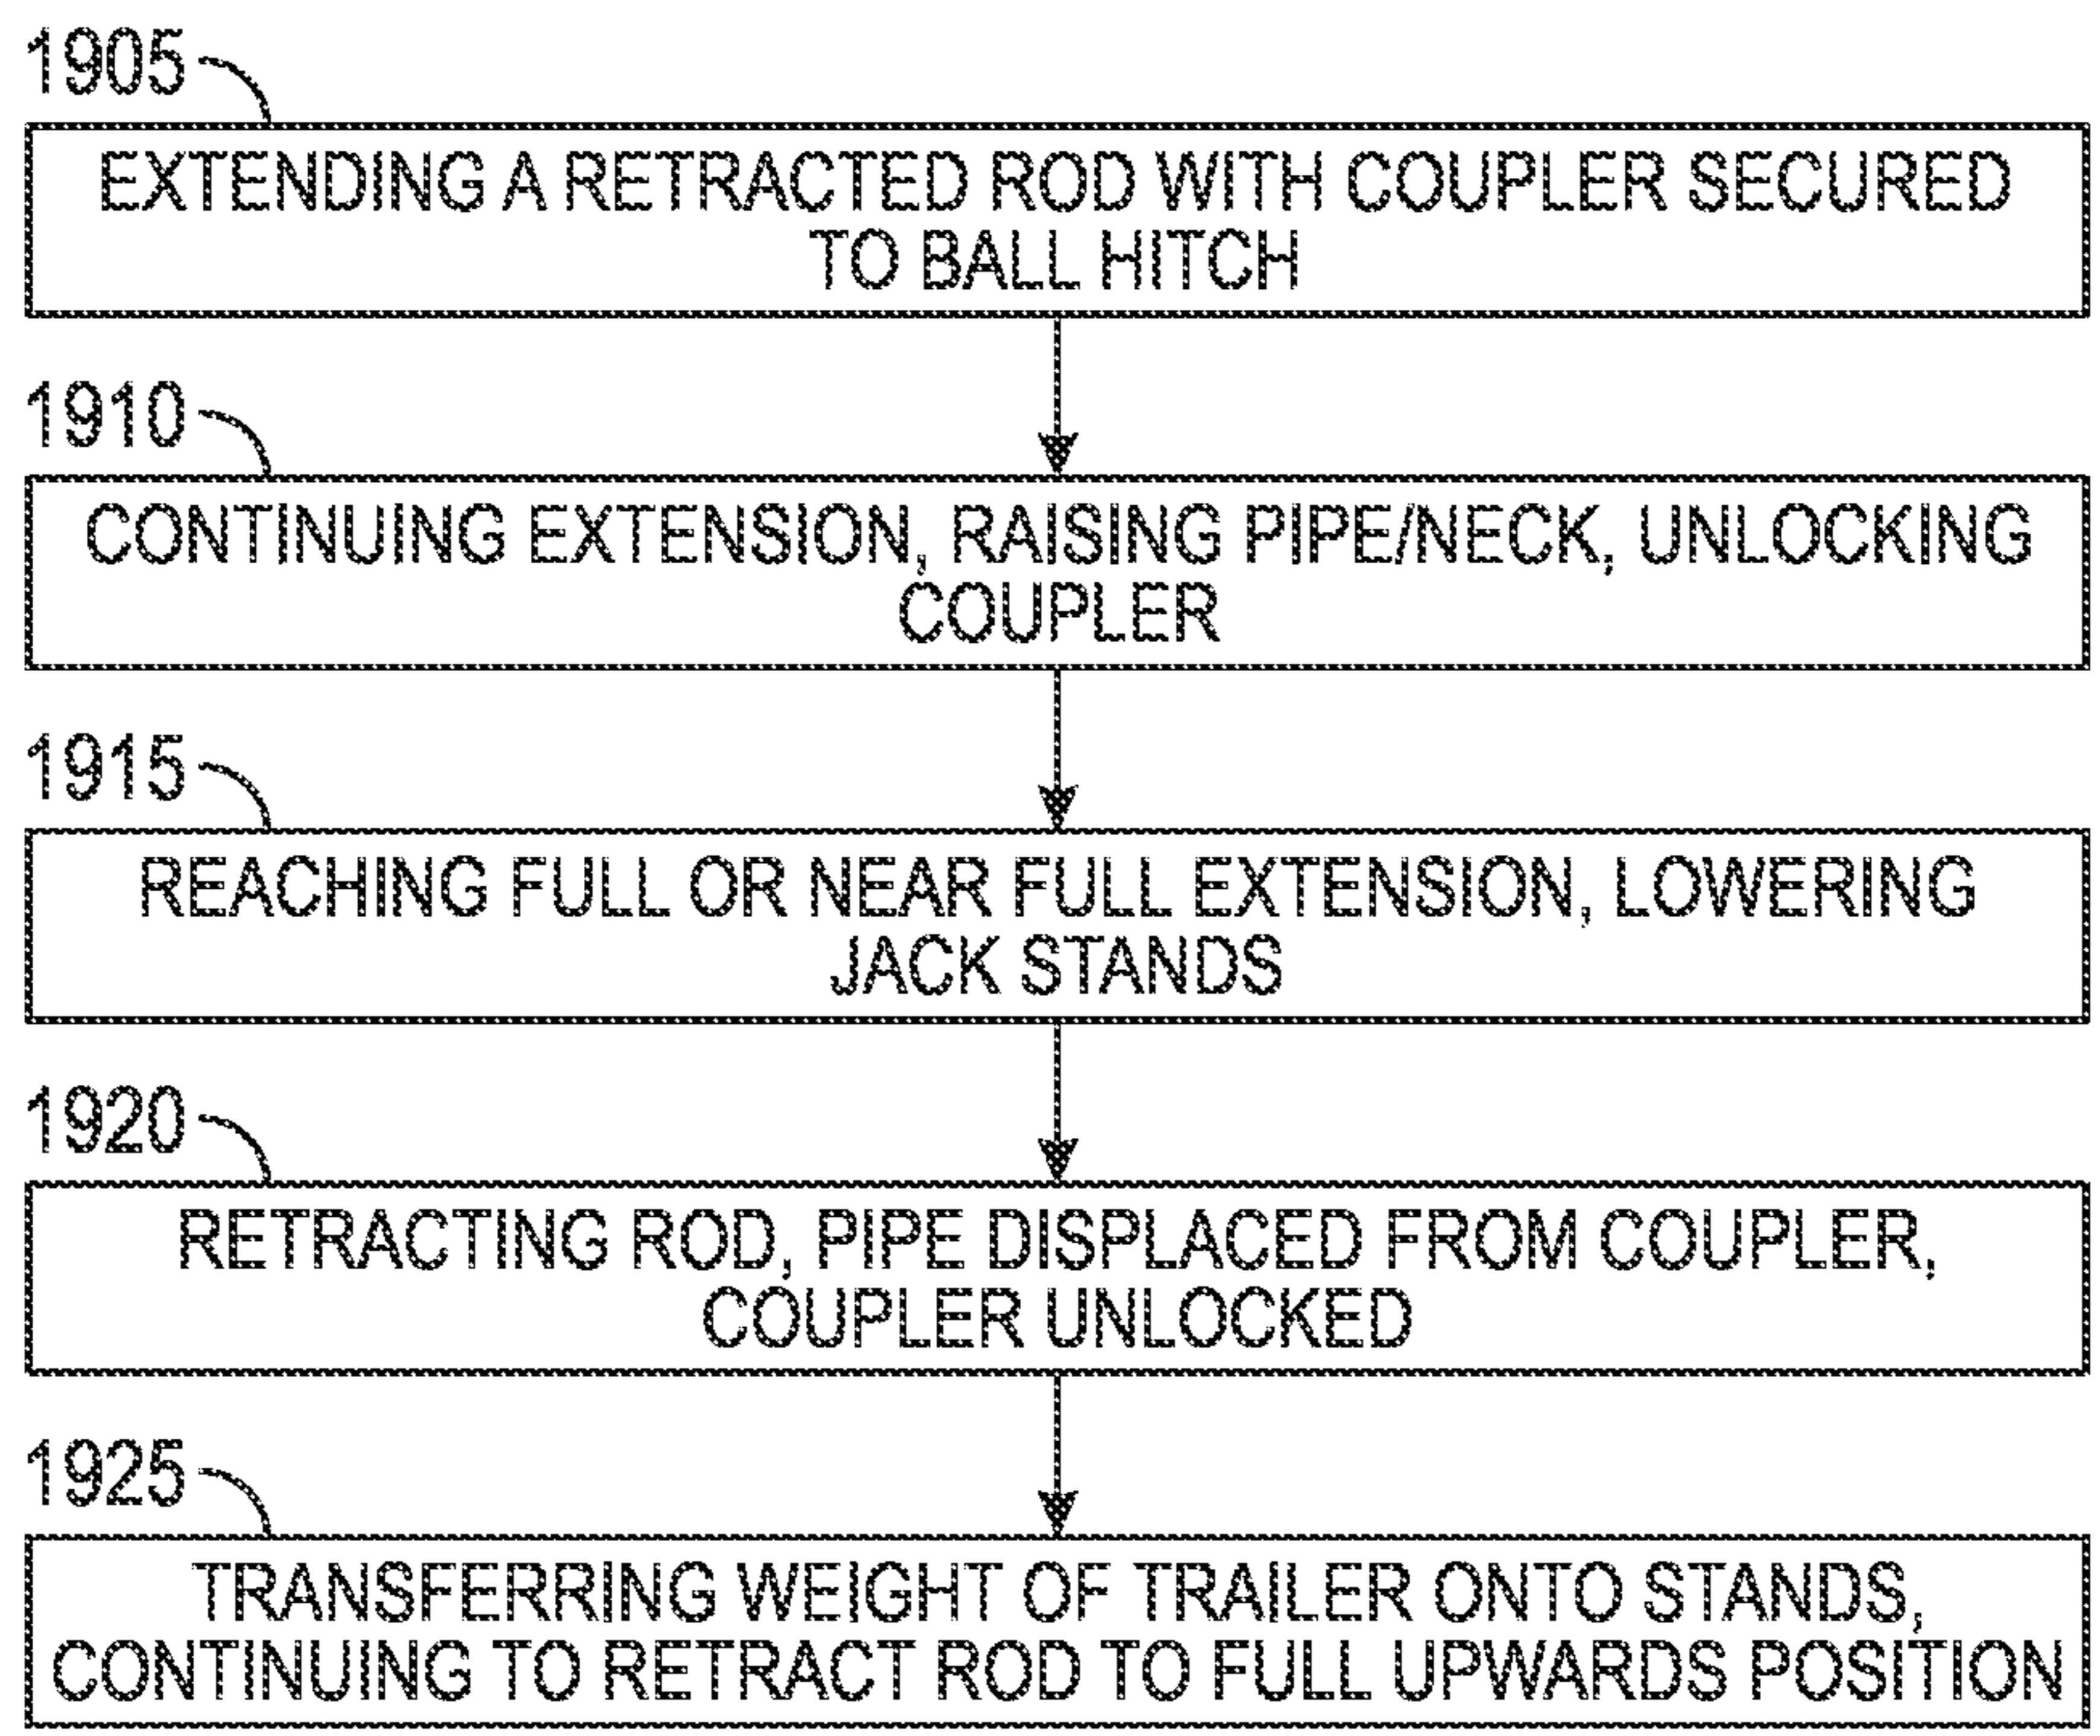 1905
EXTENDING A RETRACTED ROD WITH COUPLER SECURED
TO BALL HITCH
1910
CONTINUING EXTENSION, RAISING PIPE/NECK, UNLOCKING
COUPLER
1915
REACHING FULL OR NEAR FULL EXTENSION, LOWERING
JACK STANDS
1920
RETRACTING ROD, PIPE DISPLACED FROM COUPLER,
COUPLER UNLOCKED
1925
TRANSFERRING WEIGHT OF TRAILER ONTO STANDS,
CONTINUING TO RETRACT ROD TO FULL UPWARDS POSITION